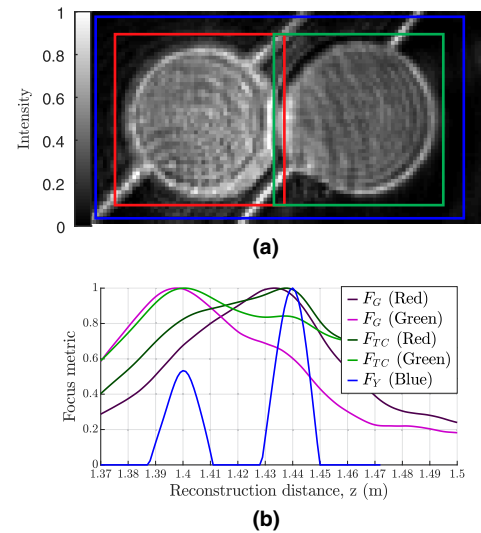 1
0.8
0.6
0.4
0.2
0
Intensity
(a)
1
0.8
0.6
0.4
0.2
0
Focus metric
F_G (Red)
F_G (Green)
F_TC (Red)
F_TC (Green)
F_Y (Blue)
1.37 1.38 1.39 1.4 1.41 1.42 1.43 1.44 1.45 1.46 1.47 1.48 1.49 1.5
Reconstruction distance, z (m)
(b)